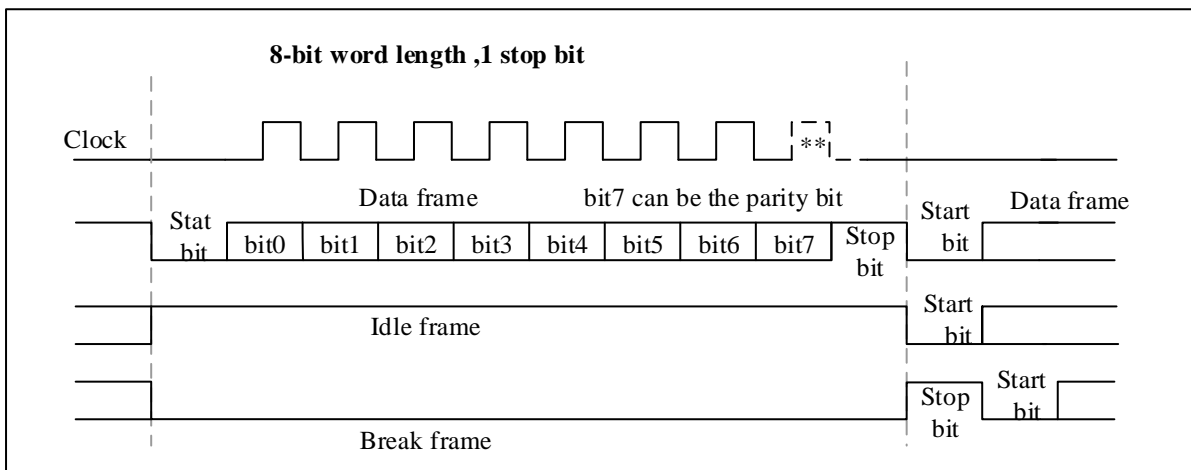 8-bit word length ,1 stop bit
Clock
**
Data frame
bit7 can be the parity bit
Data frame
Stat bit
bit0 bit1 bit2 bit3 bit4 bit5 bit6 bit7
Stop bit
Start bit
Idle frame
Start bit
Break frame
Stop bit
Start bit